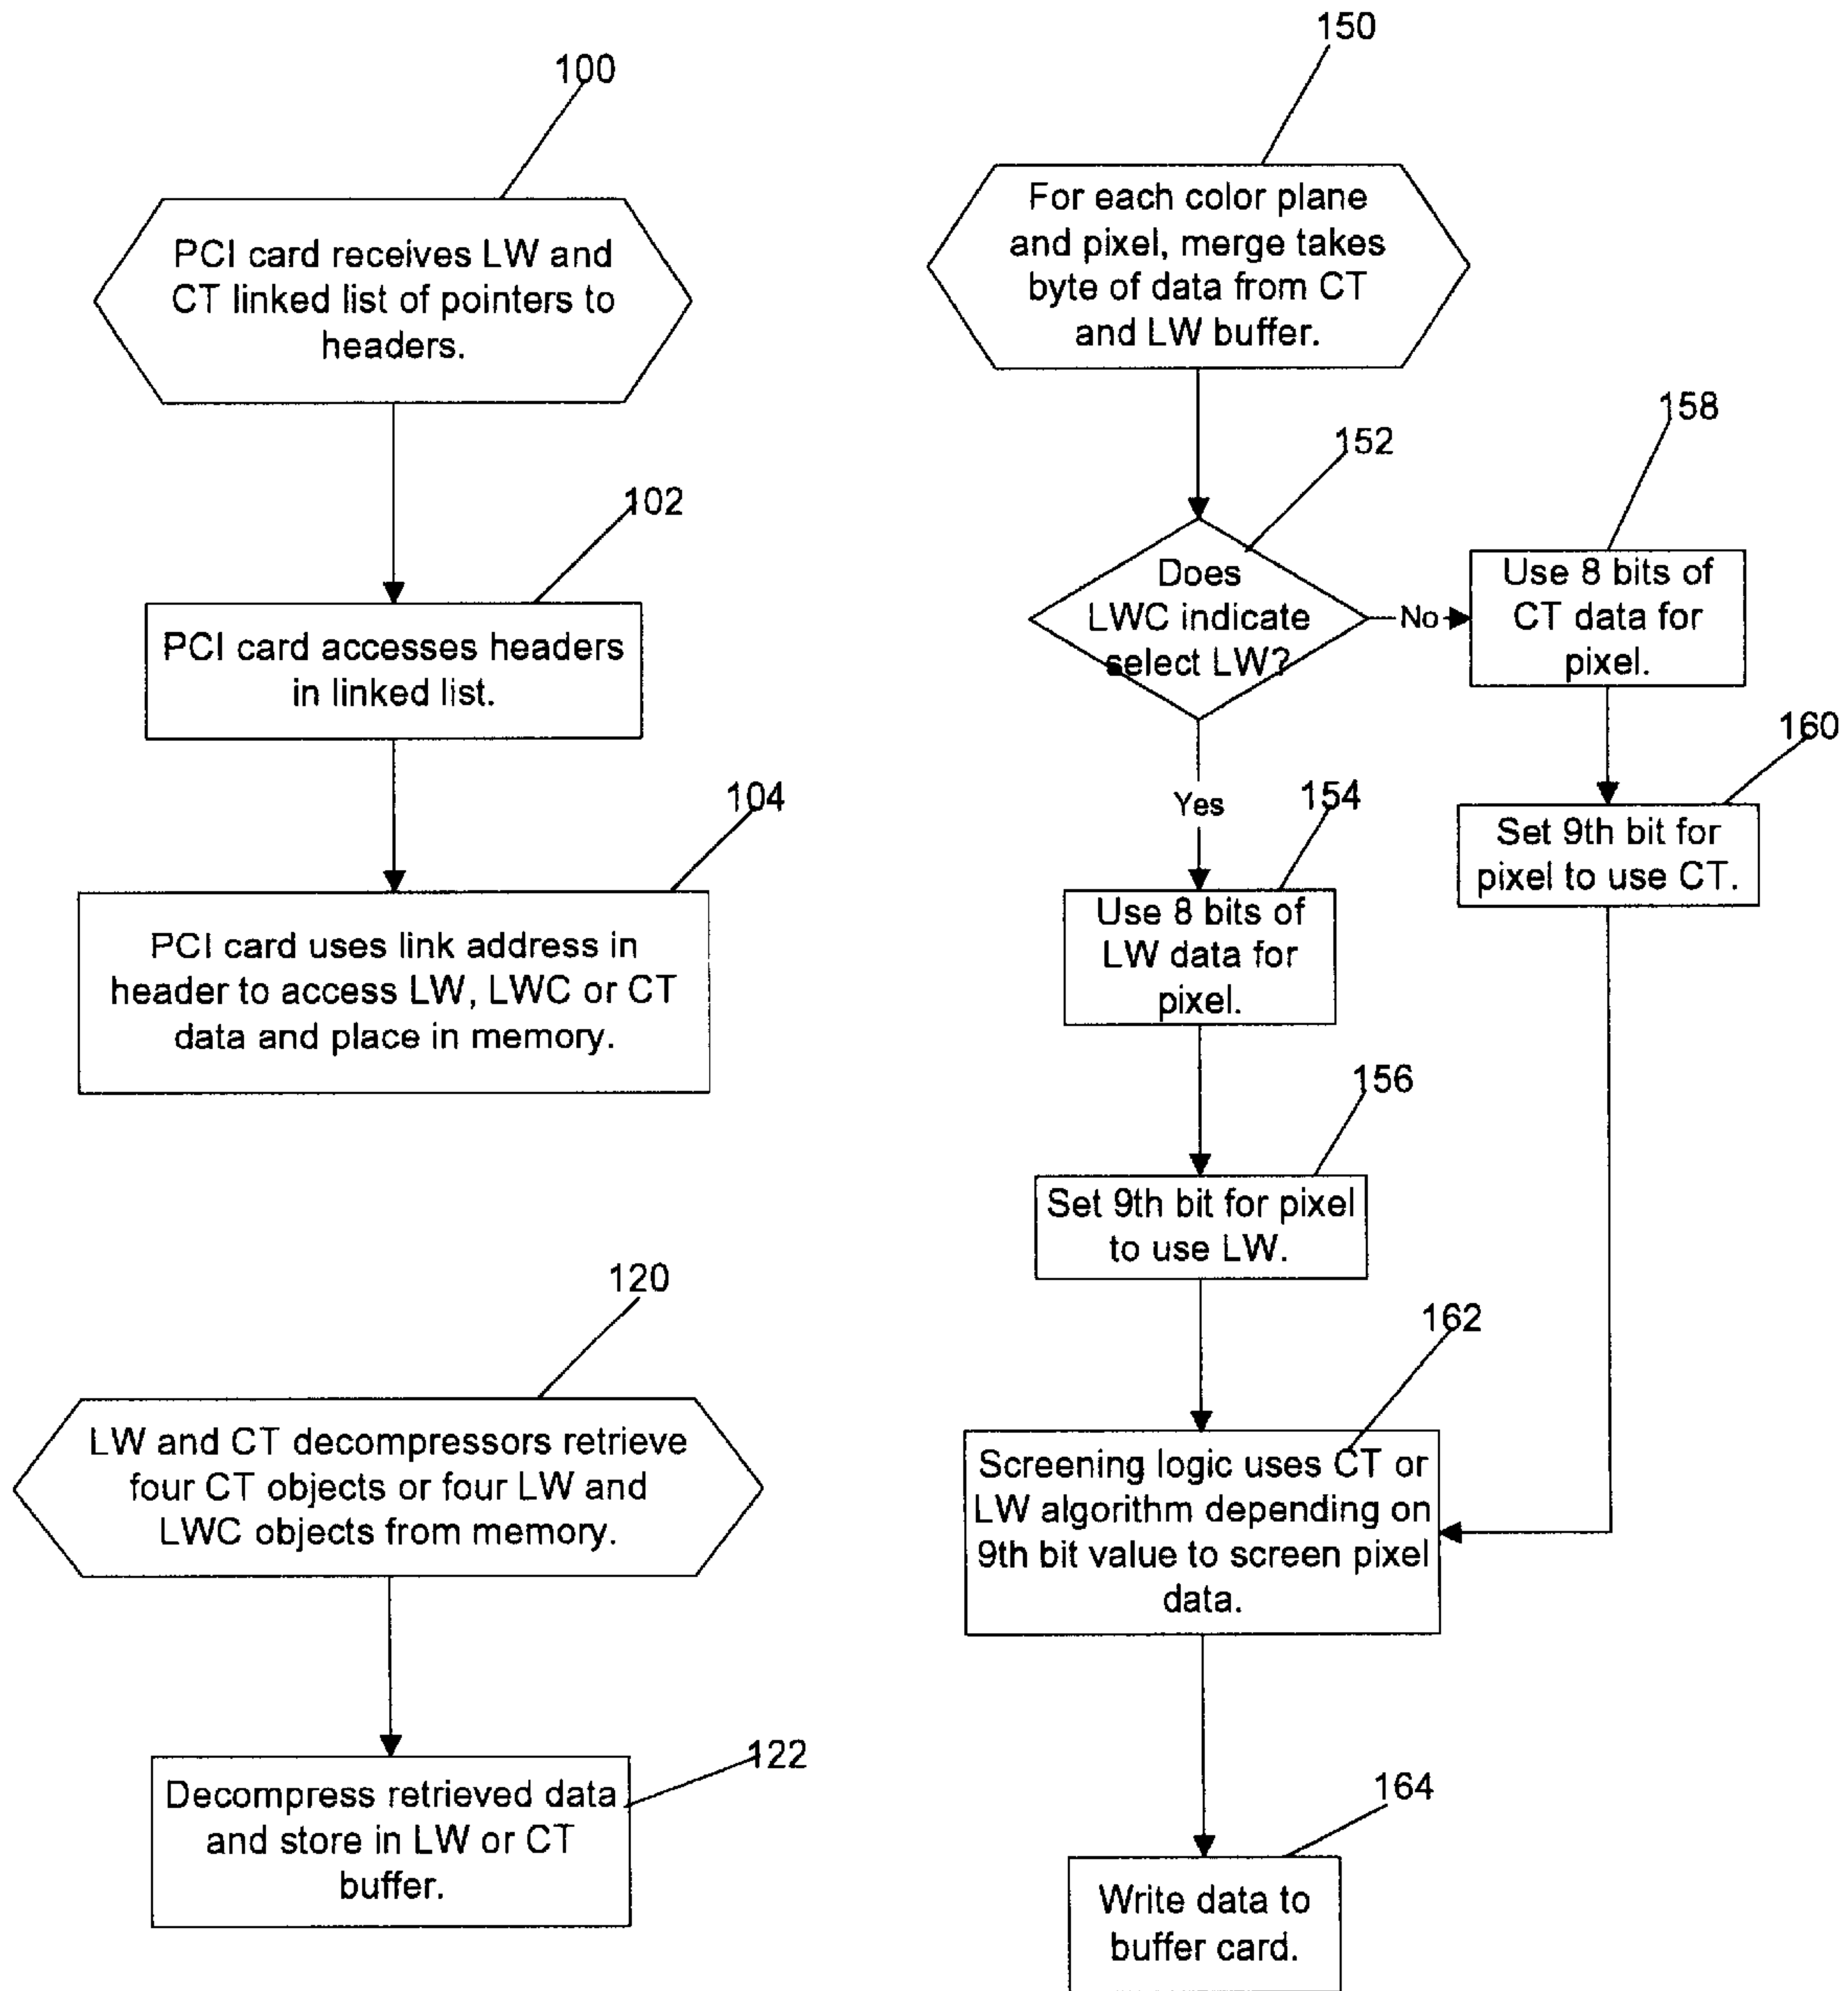 100
PCI card receives LW and
CT linked list of pointers to
headers.
102
PCI card accesses headers
in linked list.
104
PCI card uses link address in
header to access LW, LWC or CT
data and place in memory.
120
LW and CT decompressors retrieve
four CT objects or four LW and
LWC objects from memory.
122
Decompress retrieved data
and store in LW or CT
buffer.
150
For each color plane
and pixel, merge takes
byte of data from CT
and LW buffer.
152
Does
LWC indicate
select LW?
No
158
Use 8 bits of
CT data for
pixel.
160
Set 9th bit for
pixel to use CT.
Yes
154
Use 8 bits of
LW data for
pixel.
156
Set 9th bit for pixel
to use LW.
162
Screening logic uses CT or
LW algorithm depending on
9th bit value to screen pixel
data.
164
Write data to
buffer card.